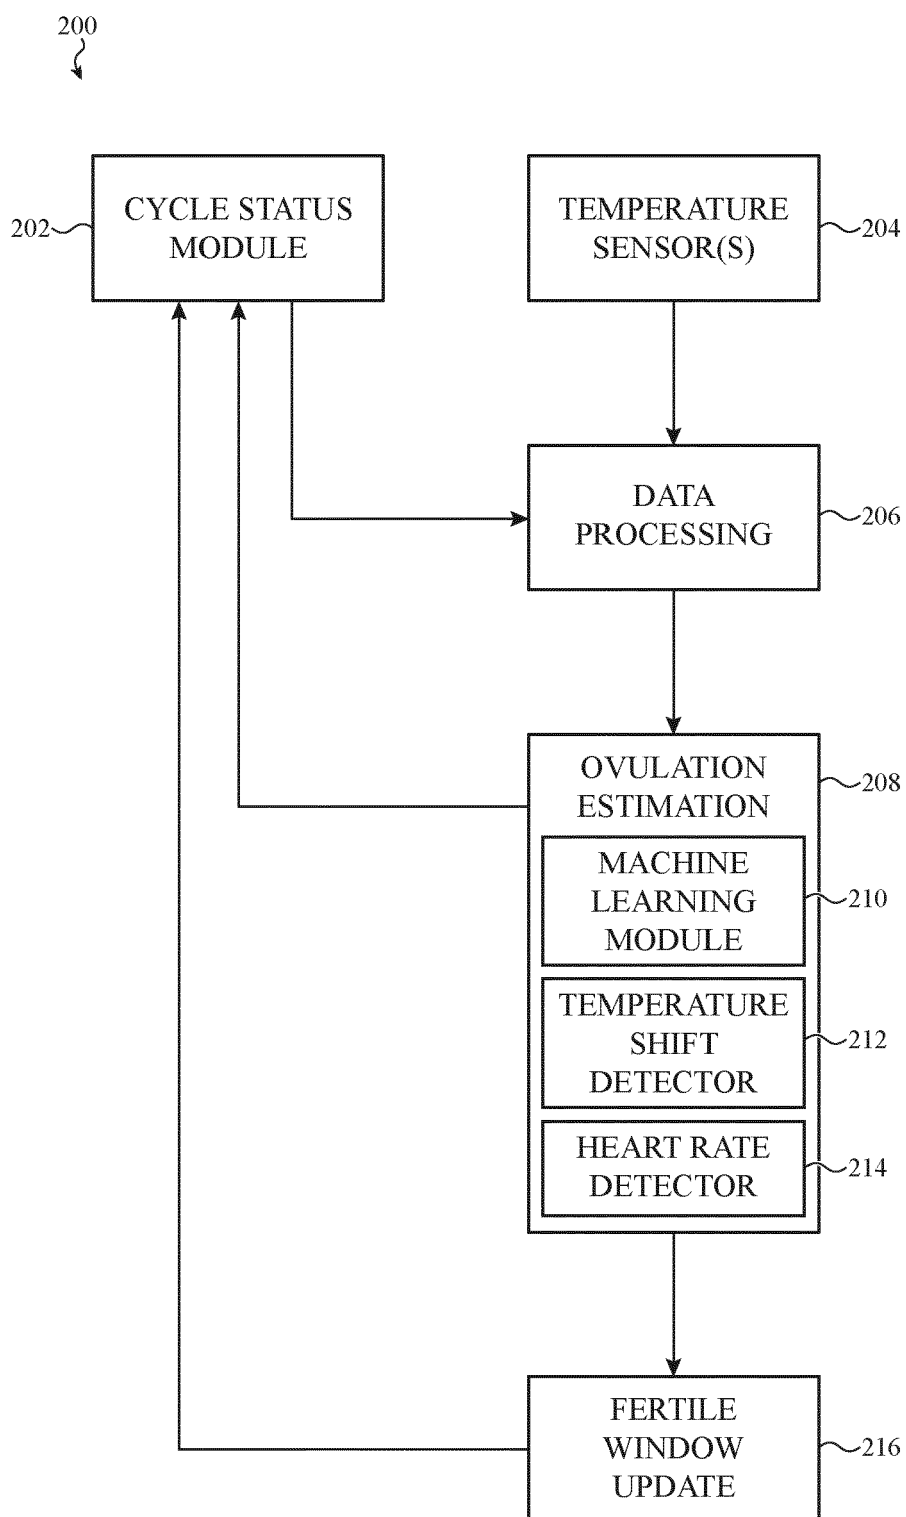 200
202
CYCLE STATUS
MODULE
TEMPERATURE
SENSOR(S)
204
DATA
PROCESSING
206
OVULATION
ESTIMATION
208
MACHINE
LEARNING
MODULE
210
TEMPERATURE
SHIFT
DETECTOR
212
HEART RATE
DETECTOR
214
FERTILE
WINDOW
UPDATE
216